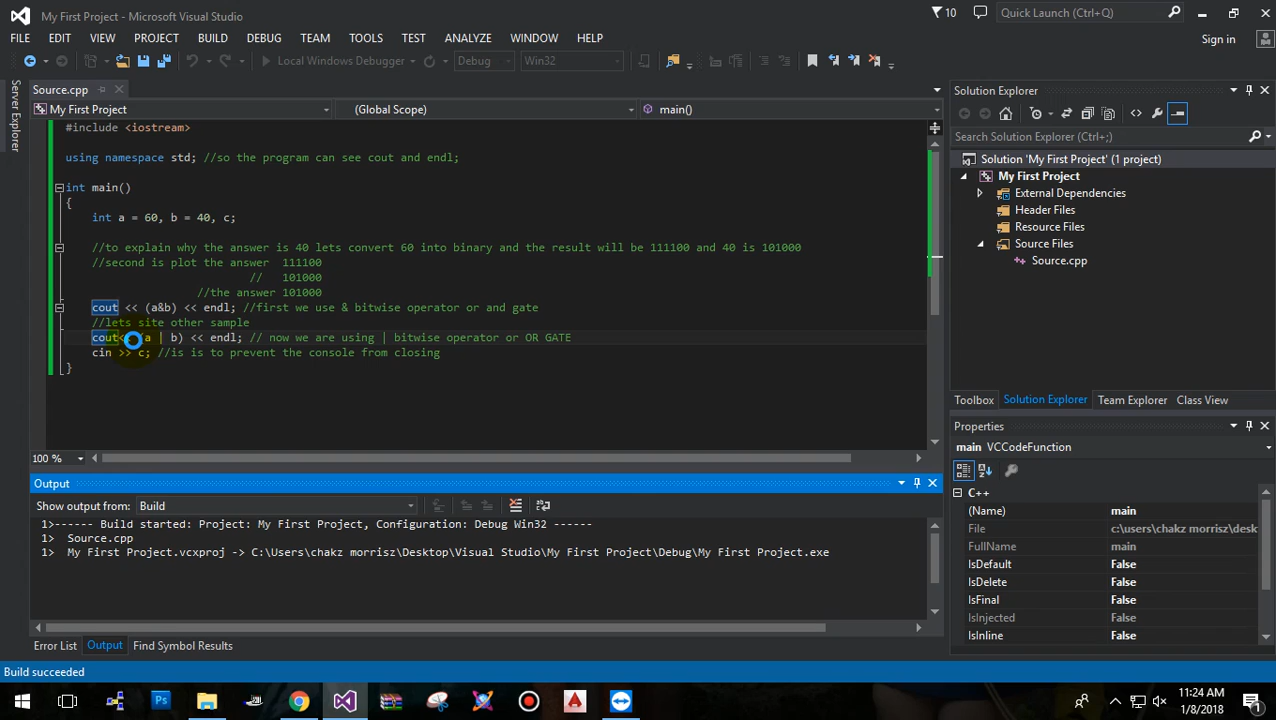 My First Project - Microsoft Visual Studio
10
Quick Launch (Ctrl+Q)
FILE EDIT VIEW PROJECT BUILD DEBUG TEAM TOOLS TEST ANALYZE WINDOW HELP
Sign in
Local Windows Debugger Debug Win32
Server Explorer
Source.cpp
My First Project (Global Scope) main()
#include <iostream>
using namespace std; //so the program can see cout and endl;
int main()
{
int a = 60, b = 40, c;
//to explain why the answer is 40 lets convert 60 into binary and the result will be 111100 and 40 is 101000
//second is plot the answer 111100
// 101000
//the answer 101000
cout << (a&b) << endl; //first we use & bitwise operator or and gate
//lets site other sample
cout< a | b) << endl; // now we are using | bitwise operator or OR GATE
cin >> c; //is is to prevent the console from closing
}
100 %
Output
Show output from: Build
1>------ Build started: Project: My First Project, Configuration: Debug Win32 ------
1> Source.cpp
1> My First Project.vcxproj -> C:\Users\chakz morrisz\Desktop\Visual Studio\My First Project\Debug\My First Project.exe
Error List Output Find Symbol Results
Solution Explorer
Search Solution Explorer (Ctrl+;)
Solution 'My First Project' (1 project)
My First Project
External Dependencies
Header Files
Resource Files
Source Files
Source.cpp
Toolbox Solution Explorer Team Explorer Class View
Properties
main VCCodeFunction
C++
(Name) main
File c:\users\chakz morrisz\desk
FullName main
IsDefault False
IsDelete False
IsFinal False
IsInjected False
IsInline False
Build succeeded
Ps
11:24 AM
1/8/2018